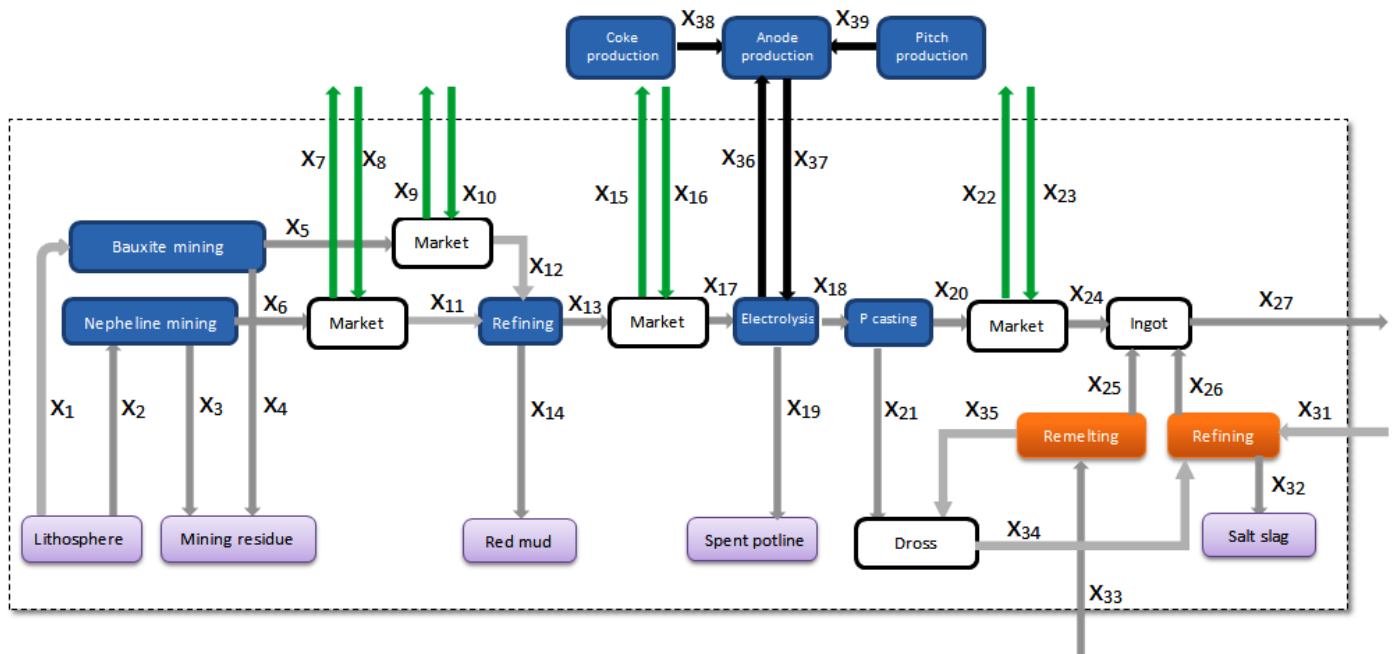 X38
X39
Coke
production
Anode
production
Pitch
production
X7
X8
X9
X10
X15
X16
X36
X37
X22
X23
Bauxite mining
X5
Market
X12
Nepheline mining
X6
Market
X11
Refining
X13
Market
X17
Electrolysis
X18
P casting
X20
Market
X24
Ingot
X27
X1
X2
X3
X4
X14
X19
X21
X35
X25
X26
X31
Remelting
Refining
X32
Lithosphere
Mining residue
Red mud
Spent potline
Dross
X34
Salt slag
X33